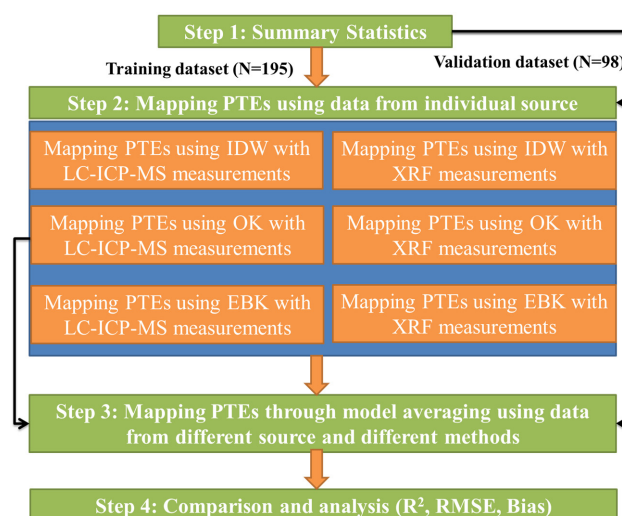 Step 1: Summary Statistics
Training dataset (N=195)
Validation dataset (N=98)
Step 2: Mapping PTEs using data from individual source
Mapping PTEs using IDW with
LC-ICP-MS measurements
Mapping PTEs using IDW with
XRF measurements
Mapping PTEs using OK with
LC-ICP-MS measurements
Mapping PTEs using OK with
XRF measurements
Mapping PTEs using EBK with
LC-ICP-MS measurements
Mapping PTEs using EBK with
XRF measurements
Step 3: Mapping PTEs through model averaging using data
from different source and different methods
Step 4: Comparison and analysis (R², RMSE, Bias)